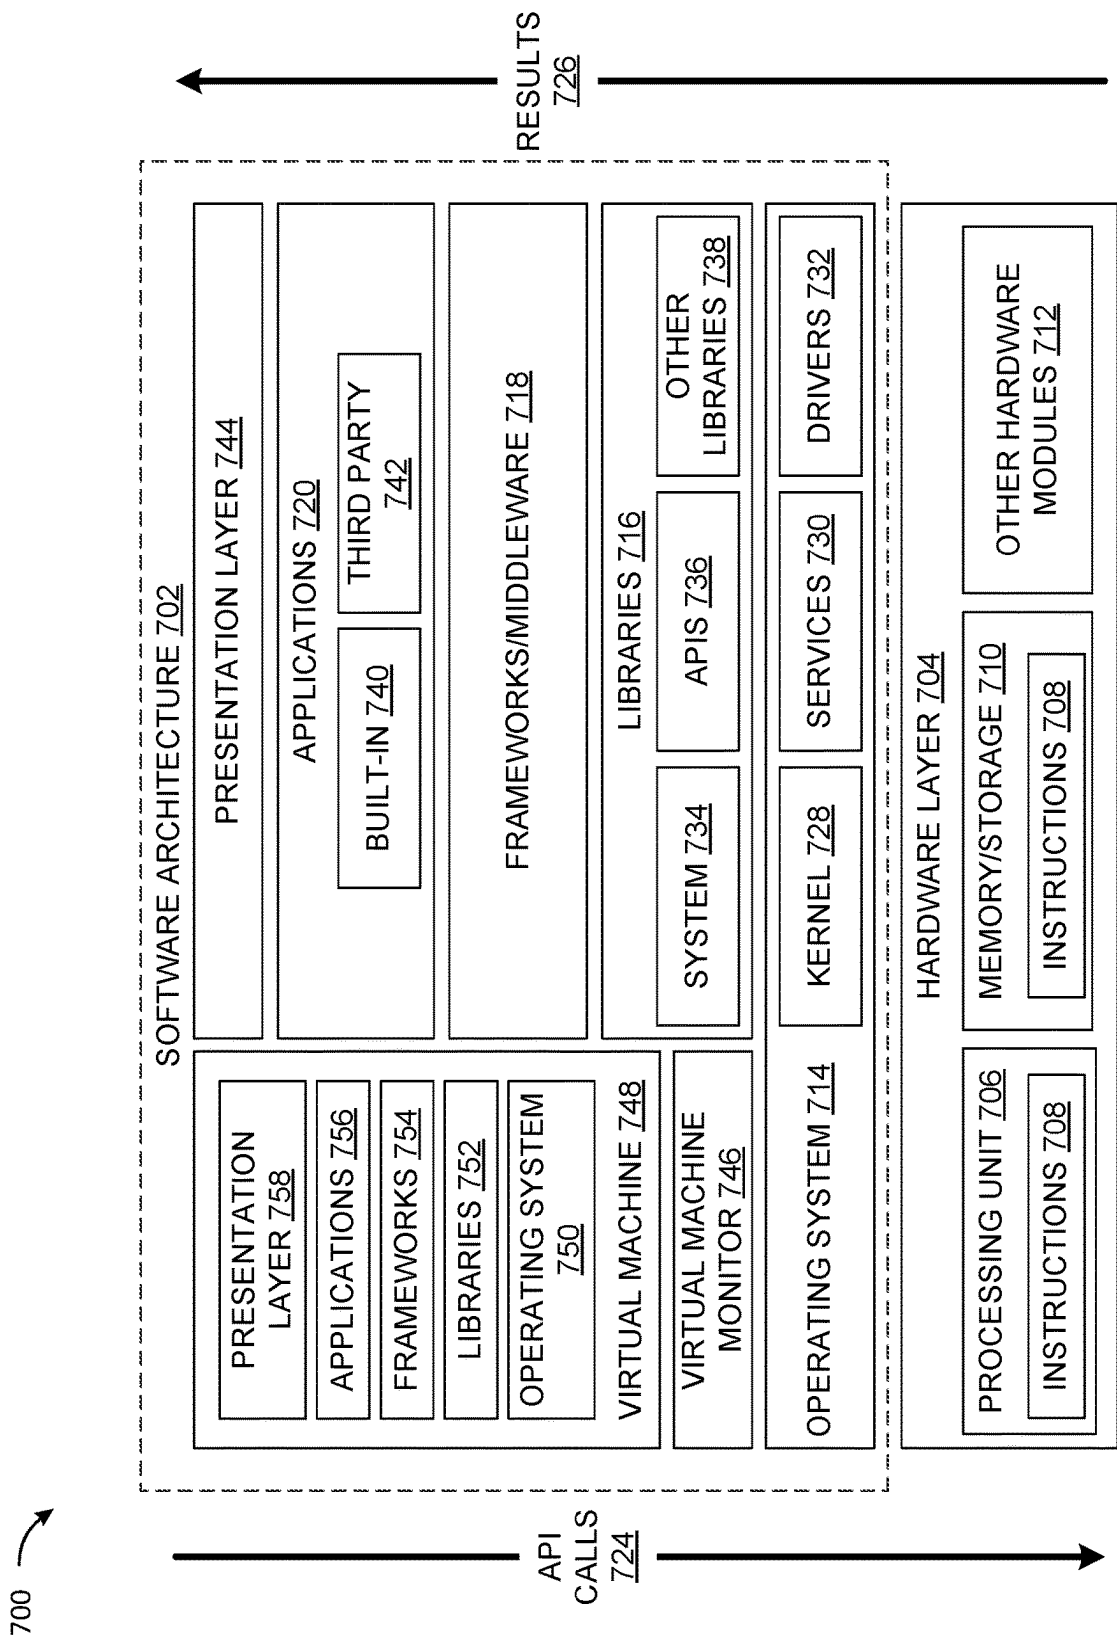 700
SOFTWARE ARCHITECTURE 702
PRESENTATION
LAYER 758
APPLICATIONS 756
FRAMEWORKS 754
LIBRARIES 752
OPERATING SYSTEM
750
VIRTUAL MACHINE 748
VIRTUAL MACHINE
MONITOR 746
PRESENTATION LAYER 744
APPLICATIONS 720
BUILT-IN 740
THIRD PARTY
742
FRAMEWORKS/MIDDLEWARE 718
LIBRARIES 716
SYSTEM 734
APIS 736
OTHER
LIBRARIES 738
OPERATING SYSTEM 714
KERNEL 728
SERVICES 730
DRIVERS 732
HARDWARE LAYER 704
PROCESSING UNIT 706
INSTRUCTIONS 708
MEMORY/STORAGE 710
INSTRUCTIONS 708
OTHER HARDWARE
MODULES 712
API
CALLS
724
RESULTS
726